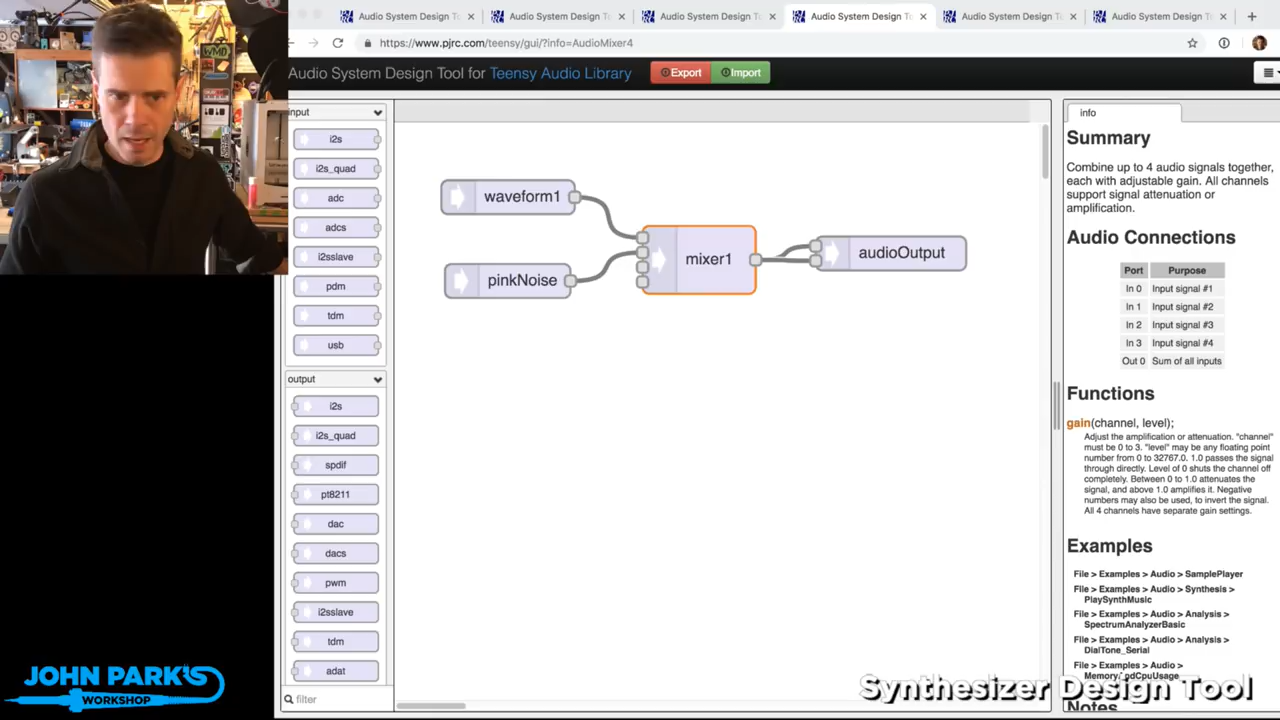 Audio System Design To
Audio System Design To
Audio System Design To
Audio System Design To
Audio System Design To
Audio System Design To
https://www.pjrc.com/teensy/gui/?info=AudioMixer4
Audio System Design Tool for Teensy Audio Library
Export
Import
input
i2s
i2s_quad
adc
adcs
i2sslave
pdm
tdm
usb
output
i2s
i2s_quad
spdif
pt8211
dac
dacs
pwm
i2sslave
tdm
adat
filter
waveform1
pinkNoise
mixer1
audioOutput
info
Summary
Combine up to 4 audio signals together,
each with adjustable gain. All channels
support signal attenuation or
amplification.
Audio Connections
Port Purpose
In 0 Input signal #1
In 1 Input signal #2
In 2 Input signal #3
In 3 Input signal #4
Out 0 Sum of all inputs
Functions
gain(channel, level);
Adjust the amplification or attenuation. "channel"
must be 0 to 3. "level" may be any floating point
number from 0 to 32767.0. 1.0 passes the signal
through directly. Level of 0 shuts the channel off
completely. Between 0 to 1.0 attenuates the
signal, and above 1.0 amplifies it. Negative
numbers may also be used, to invert the signal.
All 4 channels have separate gain settings.
Examples
File > Examples > Audio > SamplePlayer
File > Examples > Audio > Synthesis >
PlaySynthMusic
File > Examples > Audio > Analysis >
SpectrumAnalyzerBasic
File > Examples > Audio > Analysis >
DialTone_Serial
File > Examples > Audio >
MemoryAndCpuUsage
Notes
WMD
JOHN PARK'S
WORKSHOP
Synthesizer Design Tool